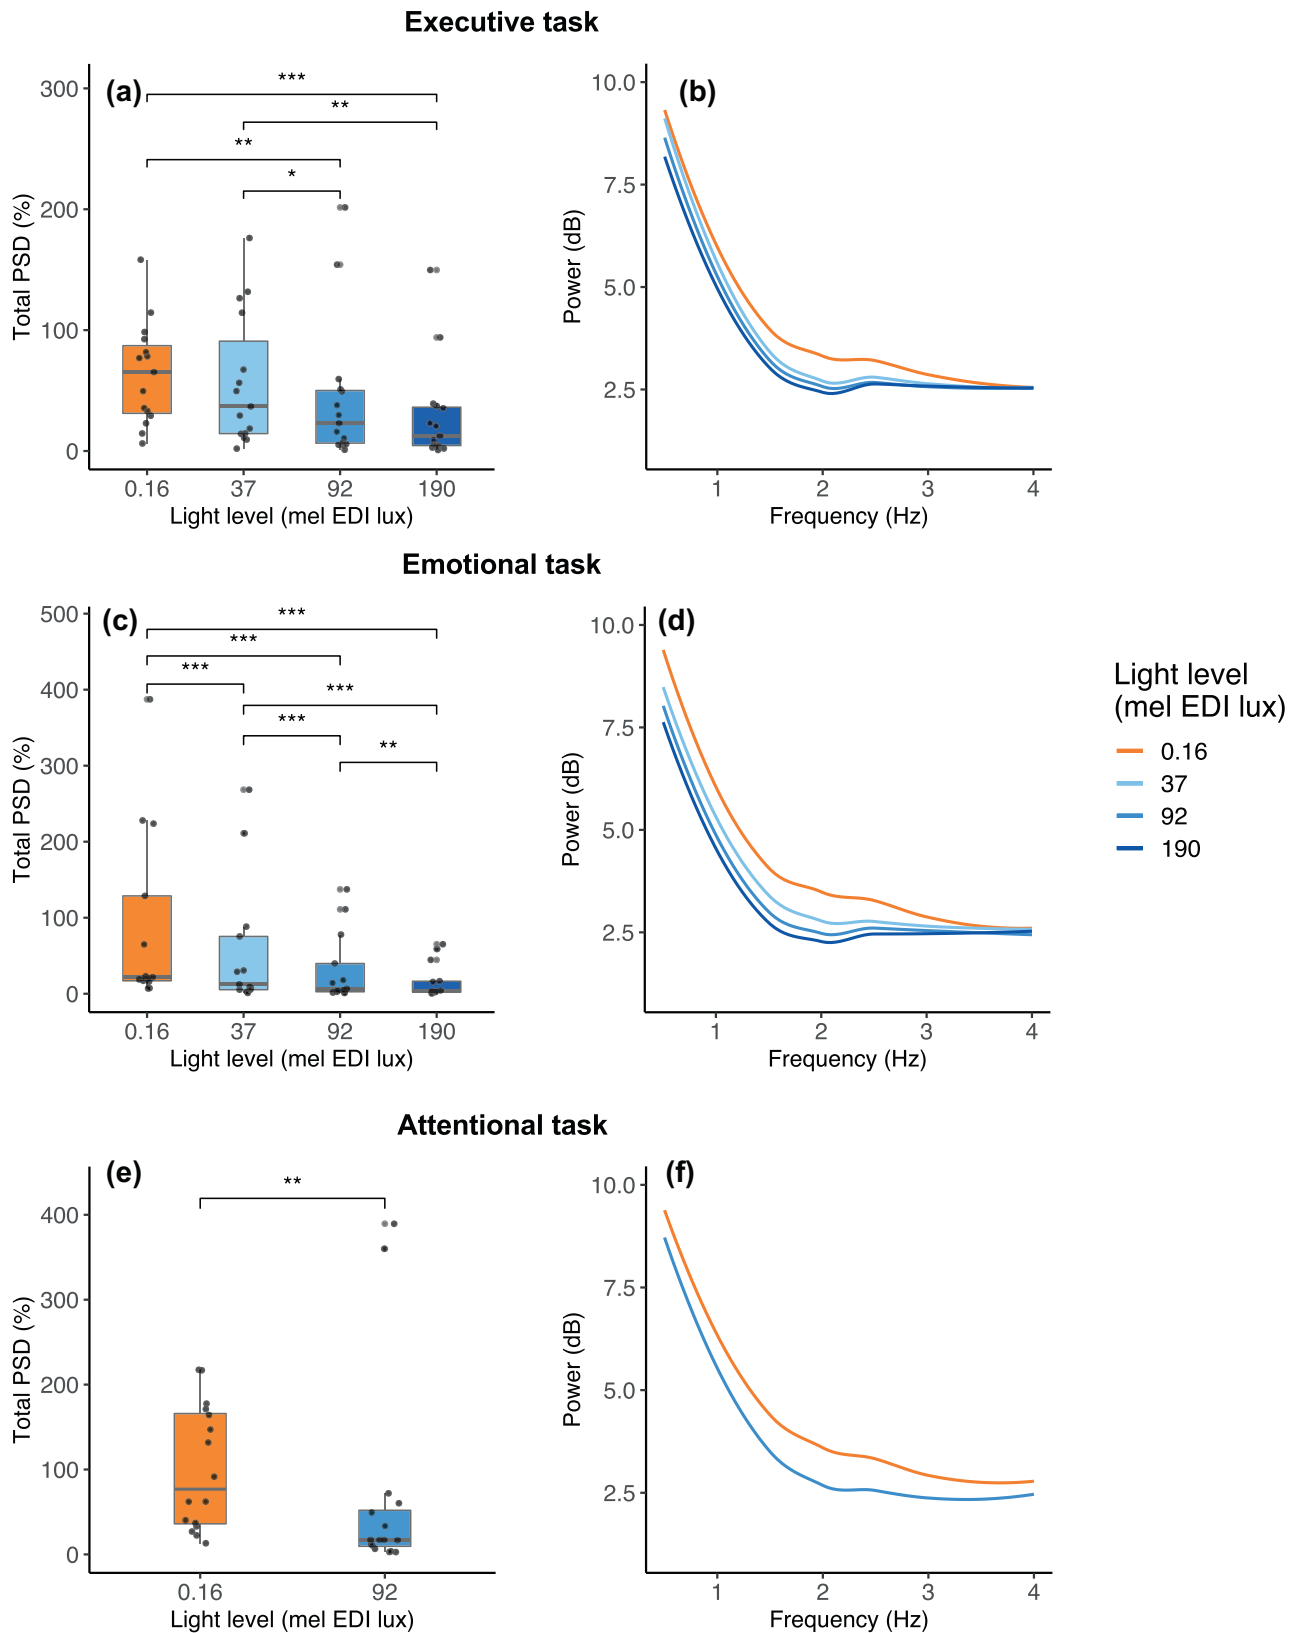 Executive task
(a)
***
**
**
*
300
200
100
0
Total PSD (%)
0.16 37 92 190
Light level (mel EDI lux)
(b)
10.0
7.5
5.0
2.5
Power (dB)
1 2 3 4
Frequency (Hz)
Emotional task
(c)
***
***
***
***
***
**
500
400
300
200
100
0
Total PSD (%)
0.16 37 92 190
Light level (mel EDI lux)
(d)
10.0
7.5
5.0
2.5
Power (dB)
1 2 3 4
Frequency (Hz)
Light level
(mel EDI lux)
0.16
37
92
190
Attentional task
(e)
**
400
300
200
100
0
Total PSD (%)
0.16 92
Light level (mel EDI lux)
(f)
10.0
7.5
5.0
2.5
Power (dB)
1 2 3 4
Frequency (Hz)